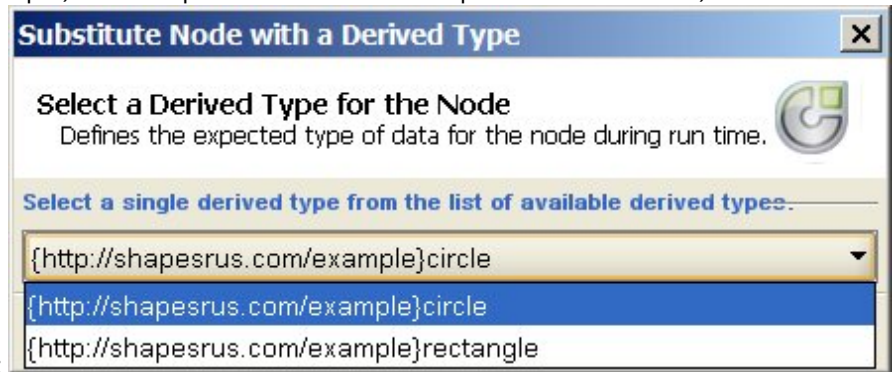 Substitute Node with a Derived Type
Select a Derived Type for the Node
Defines the expected type of data for the node during run time.
Select a single derived type from the list of available derived types.
{http://shapesrus.com/example}circle
{http://shapesrus.com/example}circle
{http://shapesrus.com/example}rectangle